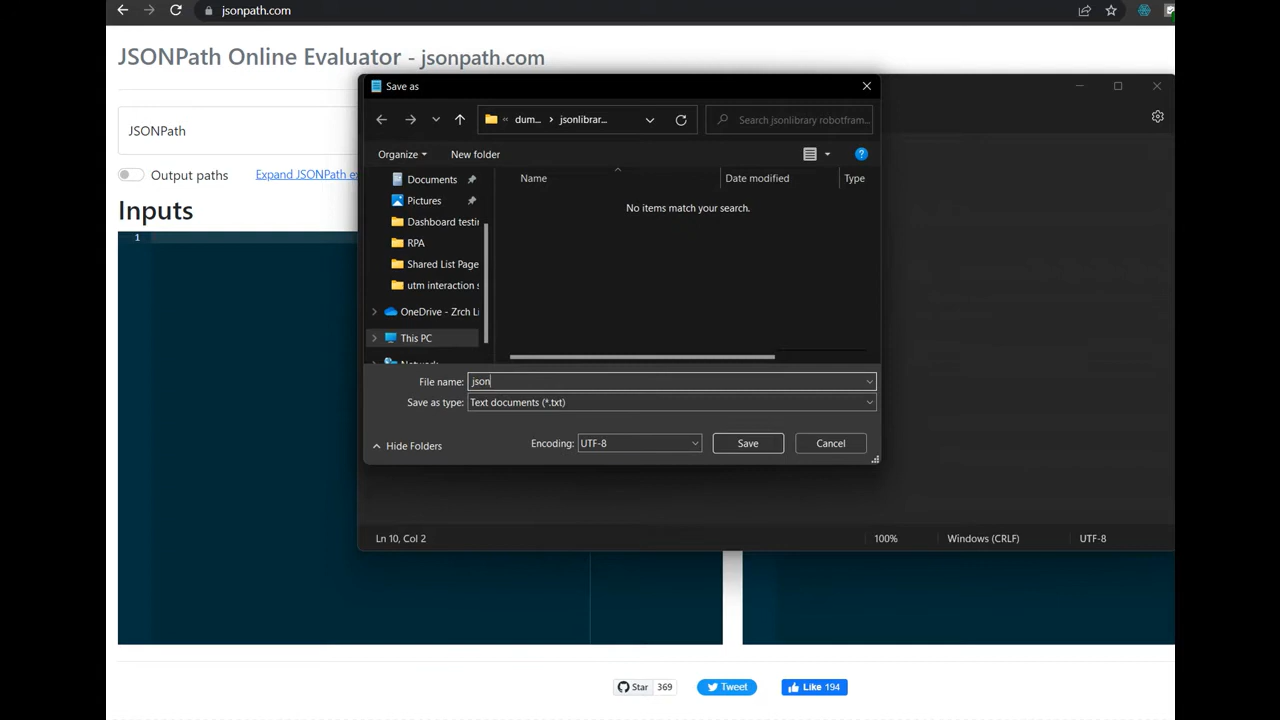 jsonpath.com
JSONPath Online Evaluator - jsonpath.com
Save as
JSONPath
dum... jsonlibrar...
Search jsonlibrary robotfram...
Organize
New folder
Output paths
Expand JSONPath e
Documents
Name
Date modified
Type
Pictures
No items match your search.
Inputs
Dashboard testi
1
RPA
Shared List Page
utm interaction s
OneDrive - Zrch Li
This PC
Network
File name: json
Save as type: Text documents (*.txt)
Hide Folders
Encoding: UTF-8
Save
Cancel
Ln 10, Col 2
100%
Windows (CRLF)
UTF-8
Star 369
Tweet
Like 194